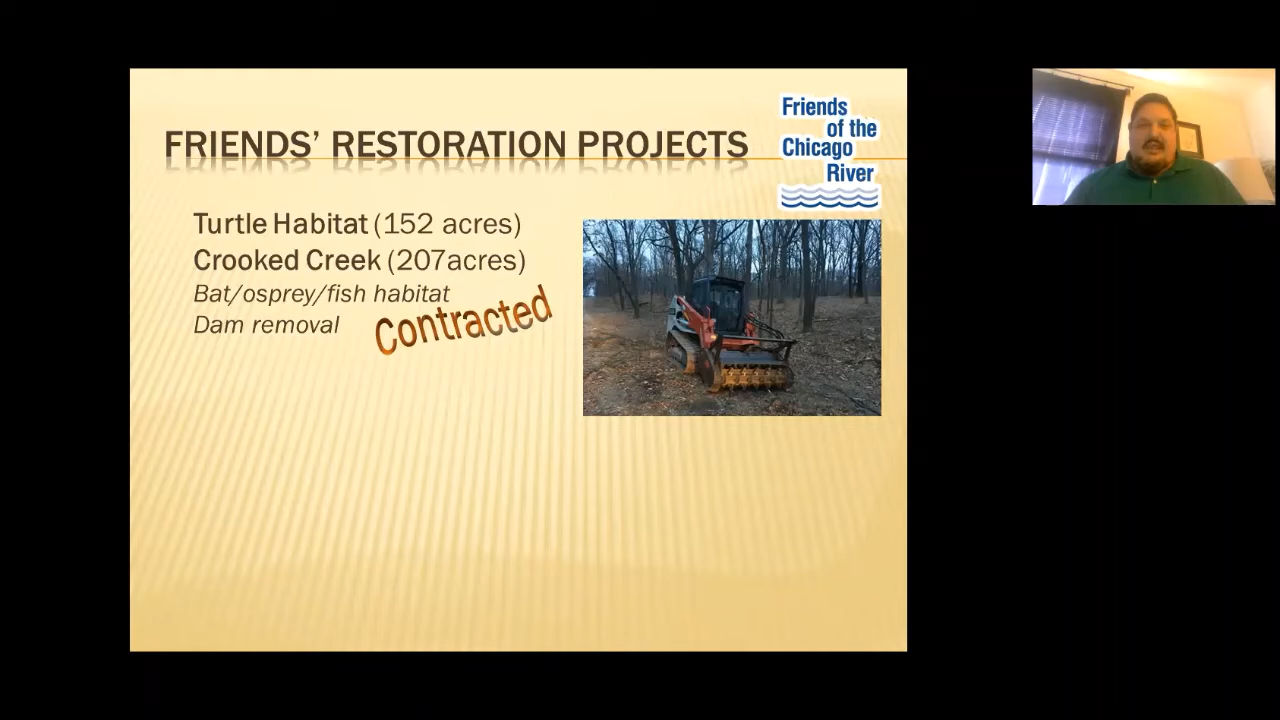 FRIENDS' RESTORATION PROJECTS
Friends
of the
Chicago
River
Turtle Habitat (152 acres)
Crooked Creek (207acres)
Bat/osprey/fish habitat
Dam removal
Contracted